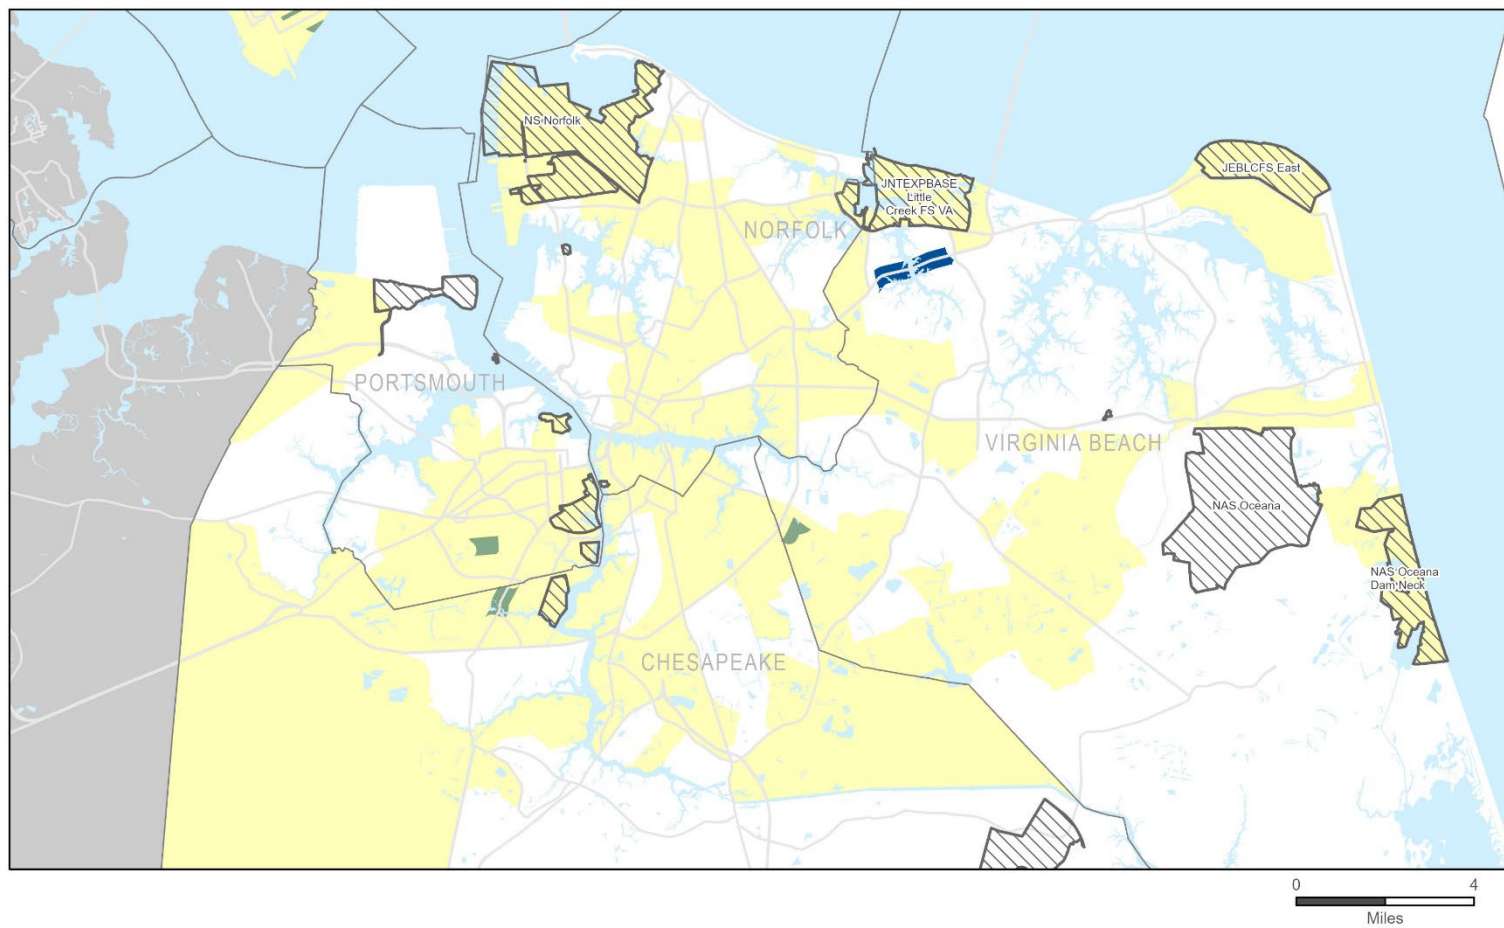 NS Norfolk
JEBLCFS East
JNTEXPBASE
Little
Creek FS VA
NORFOLK
PORTSMOUTH
VIRGINIA BEACH
NAS Oceana
NAS Oceana
Dam Neck
CHESAPEAKE
0 4
Miles